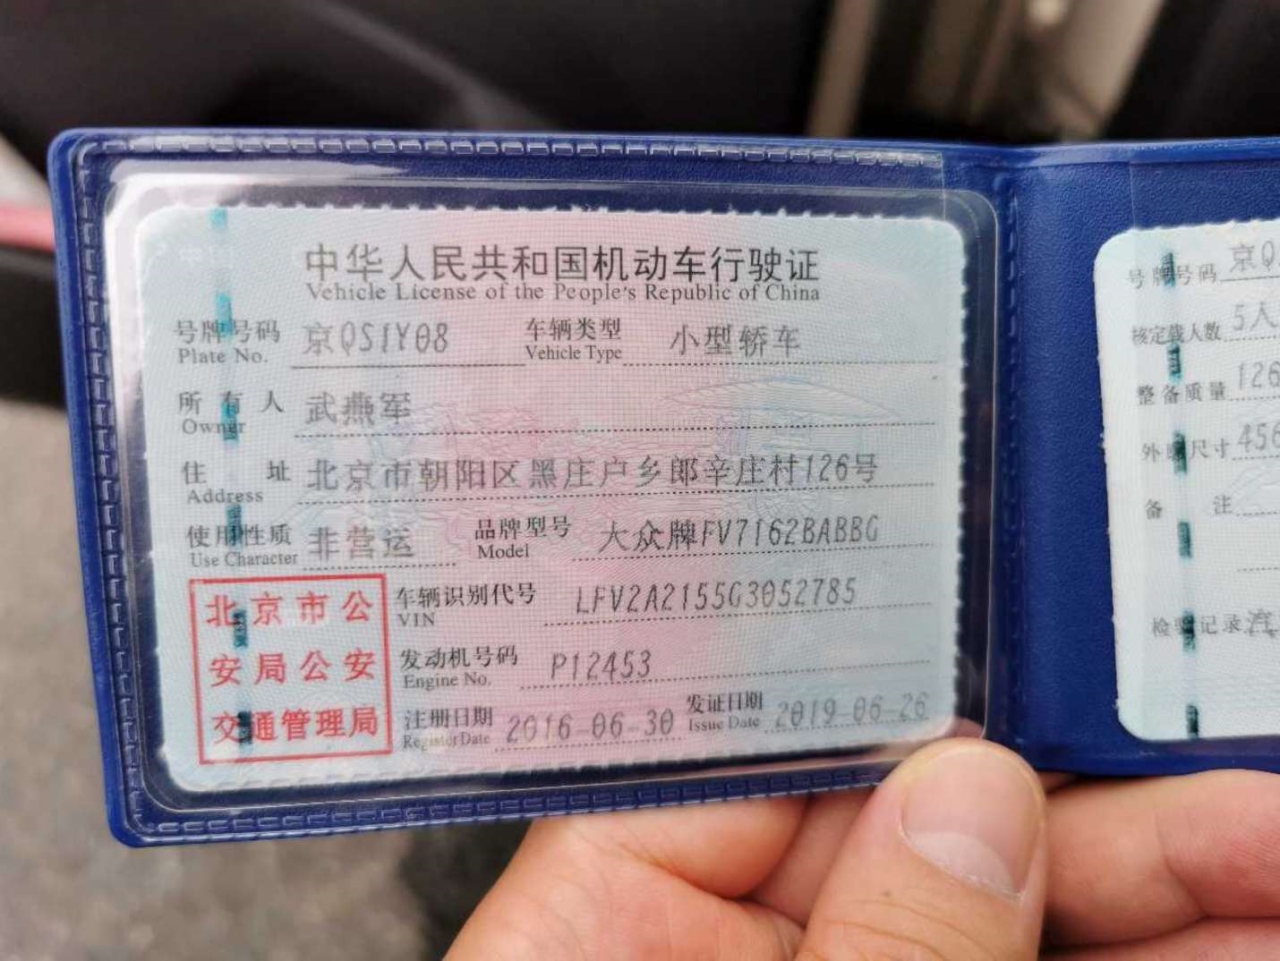 中华人民共和国机动车行驶证
Vehicle License of the People's Republic of China
号牌号码 京QS1Y08 车辆类型 小型轿车
Plate No. Vehicle Type
所有人 武燕军
Owner
住址 北京市朝阳区黑庄户乡郎辛庄村126号
Address
使用性质 非营运 品牌型号 大众牌FV7162BABBG
Use Character Model
车辆识别代号 LFV2A2155G3052785
VIN
发动机号码 P12453
Engine No.
注册日期 2016-06-30 发证日期 2019-06-26
Register Date Issue Date
北京市公
安局公安
交通管理局
号牌号码 京Q
核定载人数 5人
整备质量 126
外廓尺寸 456
备注
检验记录